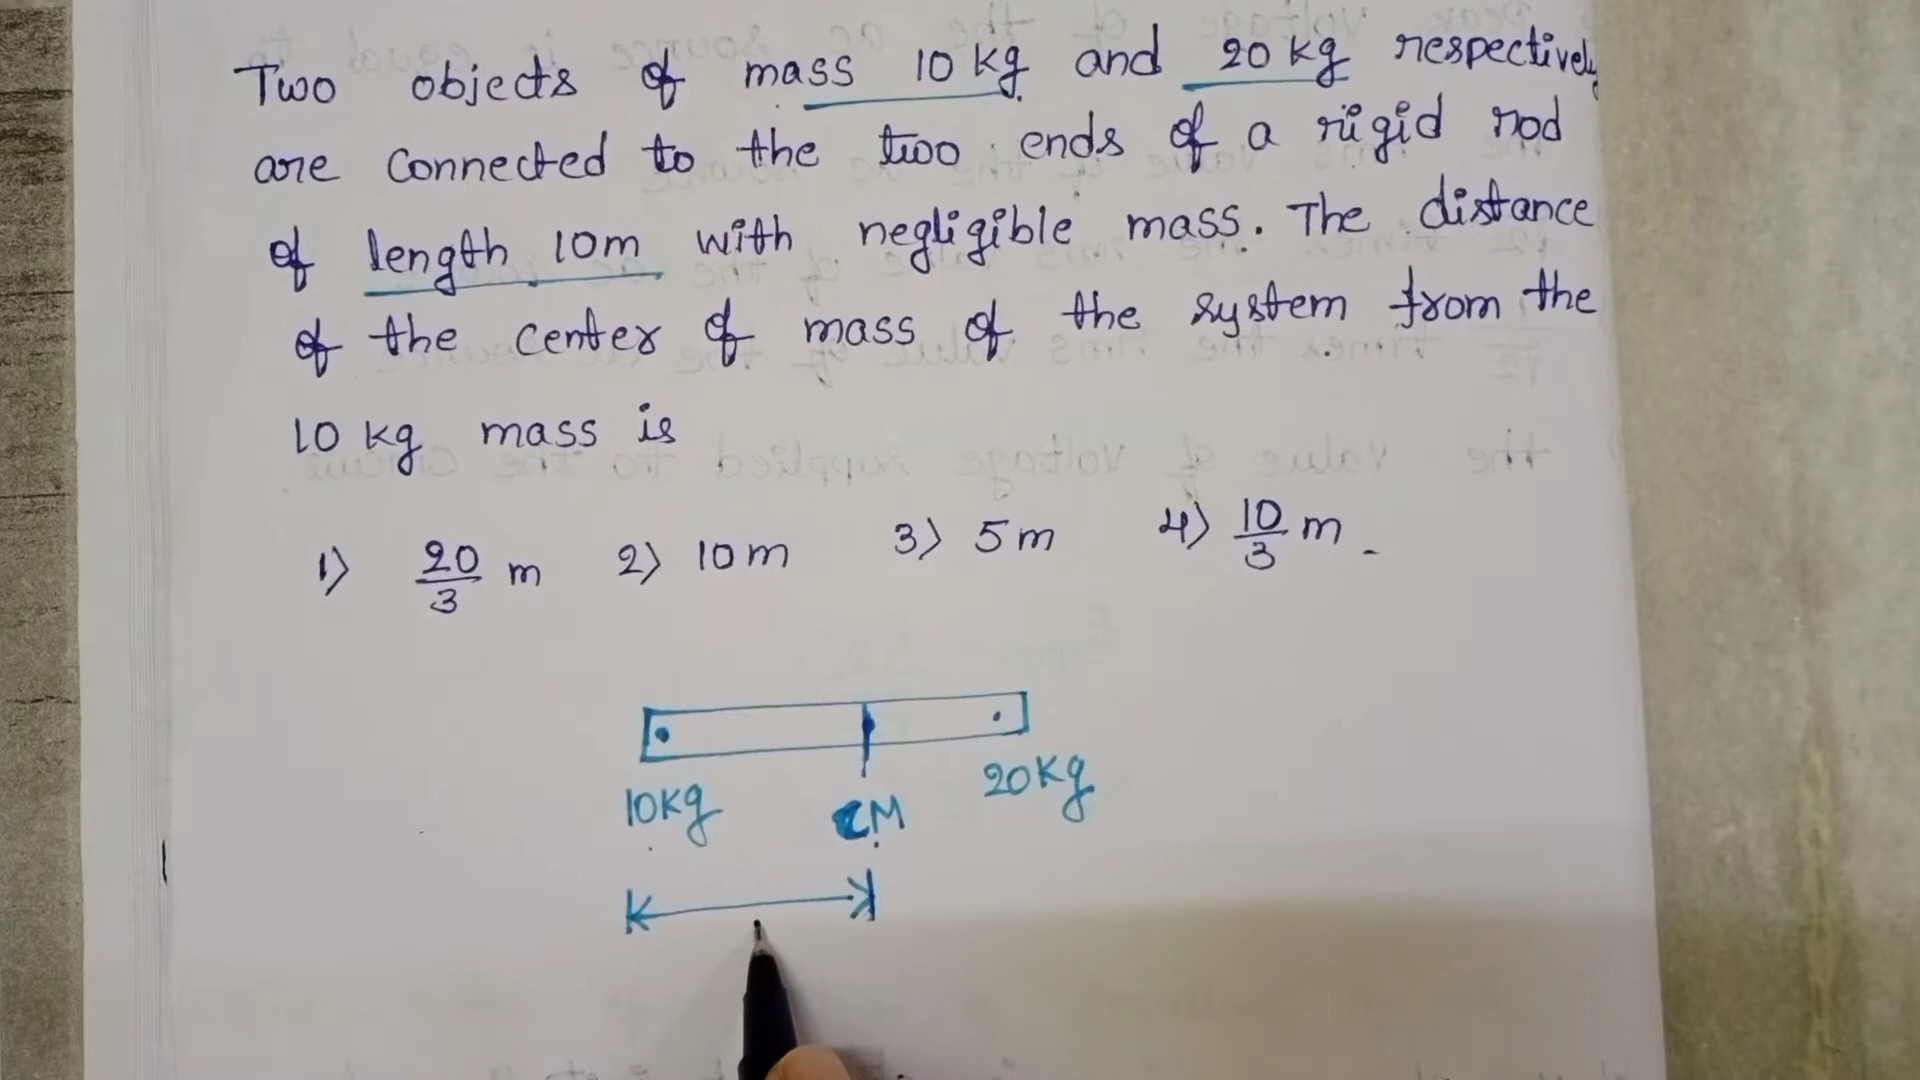 Two objects of mass 10 kg and 20 kg respectively
are connected to the two ends of a rigid rod
of length 10m with negligible mass. The distance
of the center of mass of the system from the
10 kg mass is
1) 20/3 m 2) 10 m 3) 5 m 4) 10/3 m.
10kg CM 20kg